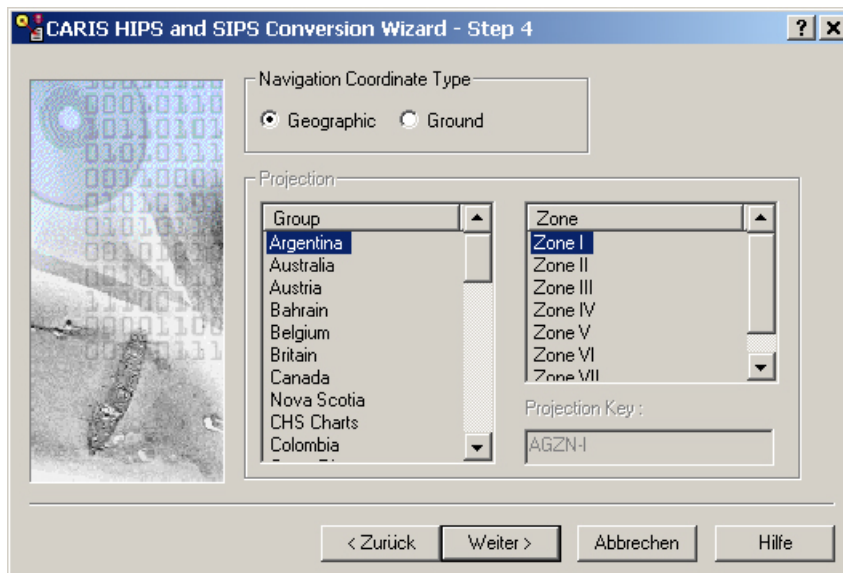 CARIS HIPS and SIPS Conversion Wizard - Step 4
Navigation Coordinate Type
Geographic Ground
Projection
Group
Argentina
Australia
Austria
Bahrain
Belgium
Britain
Canada
Nova Scotia
CHS Charts
Colombia
Zone
Zone I
Zone II
Zone III
Zone IV
Zone V
Zone VI
Zone VII
Projection Key :
AGZN-I
< Zurück Weiter > Abbrechen Hilfe